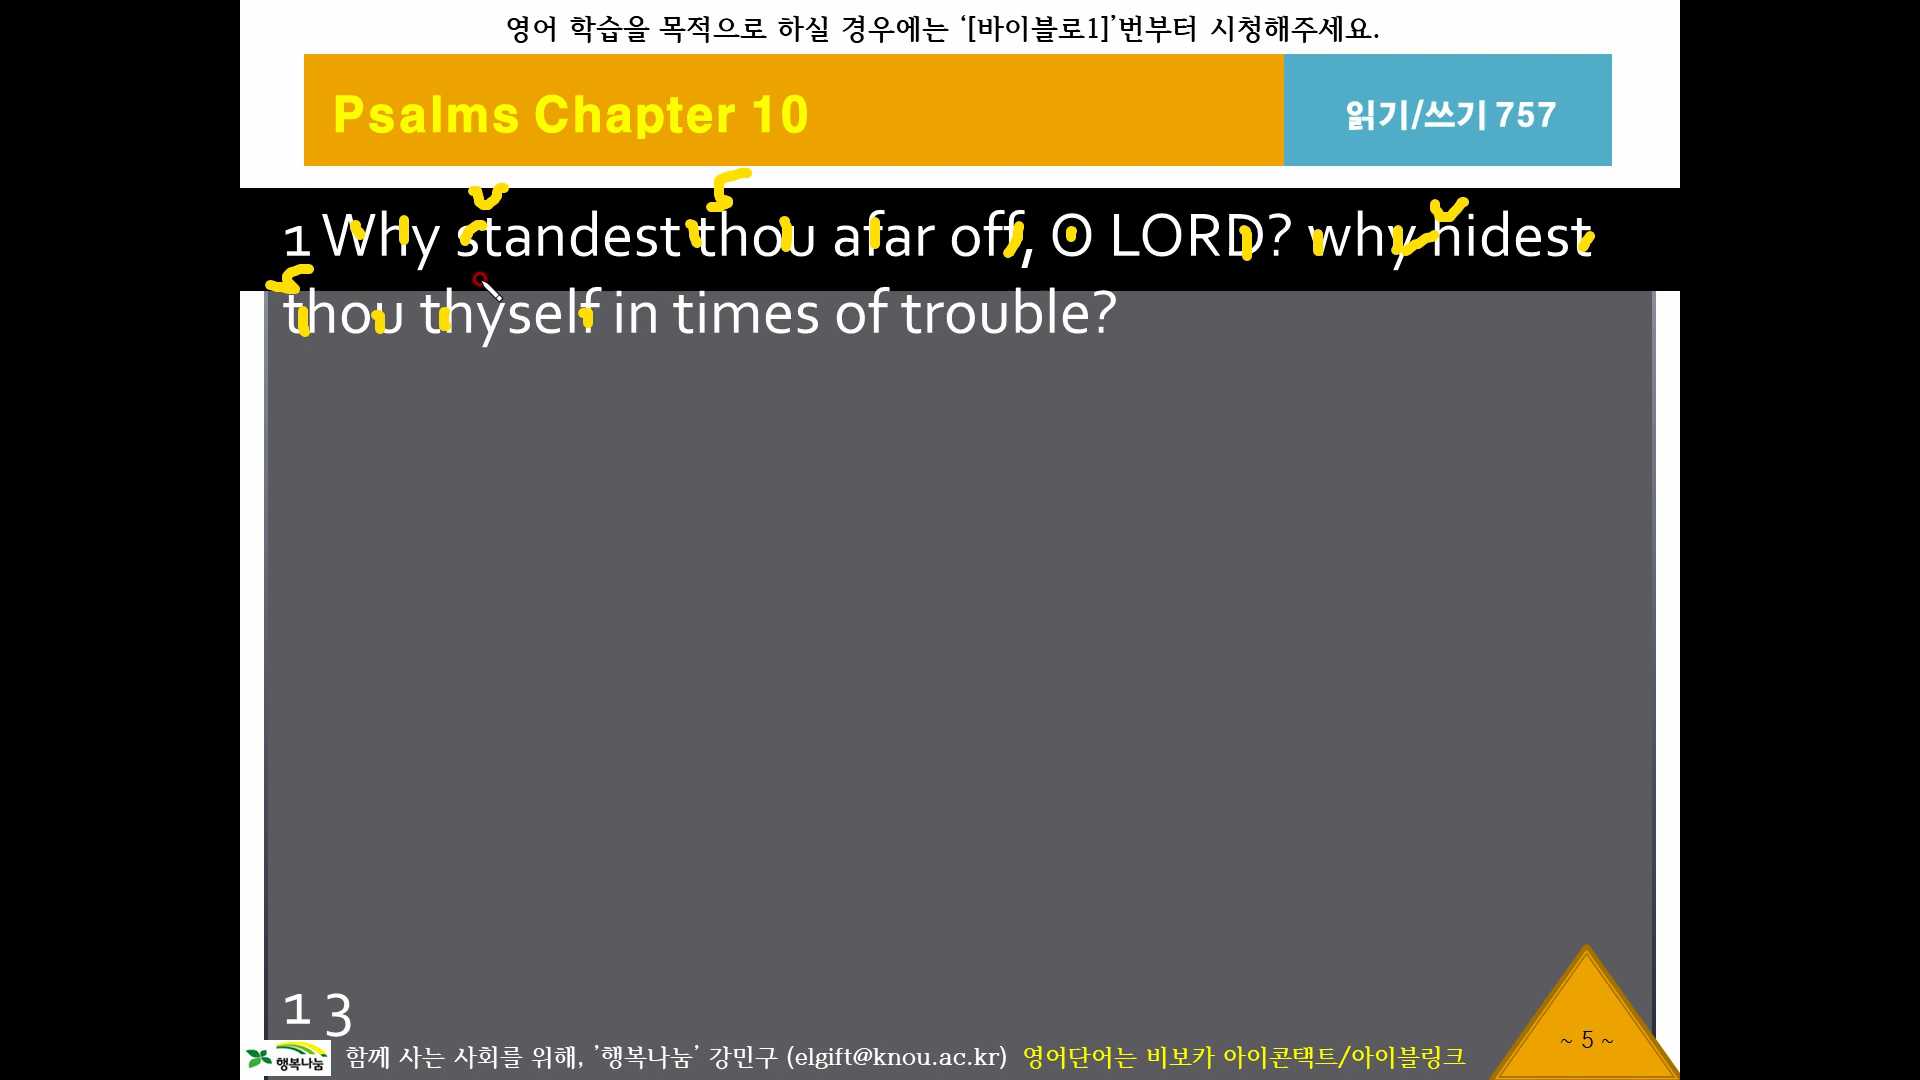 영어 학습을 목적으로 하실 경우에는 ‘[바이블로1]’번부터 시청해주세요.
Psalms Chapter 10
읽기/쓰기 757
1 Why standest thou afar off, O LORD? why hidest
thou thyself in times of trouble?
1 3
행복나눔
함께 사는 사회를 위해, ’행복나눔’ 강민구 (elgift@knou.ac.kr) 영어단어는 비보카 아이콘택트/아이블링크
~ 5 ~